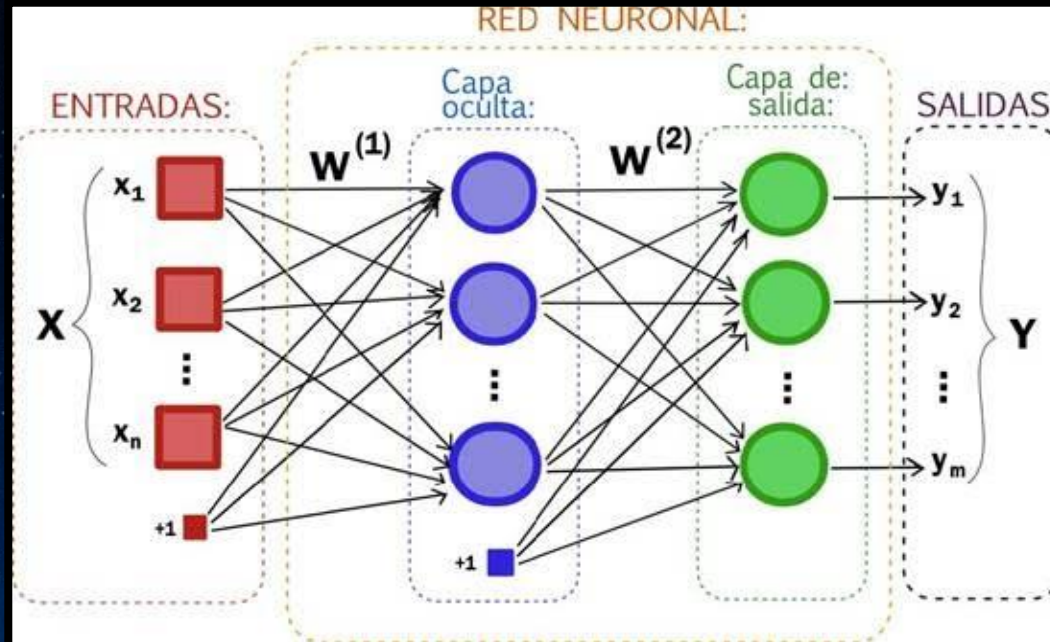 RED NEURONAL:
ENTRADAS:
Capa
oculta:
Capa de:
salida:
SALIDAS
W(1)
W(2)
X
x1
x2
xn
+1
+1
y1
y2
ym
Y